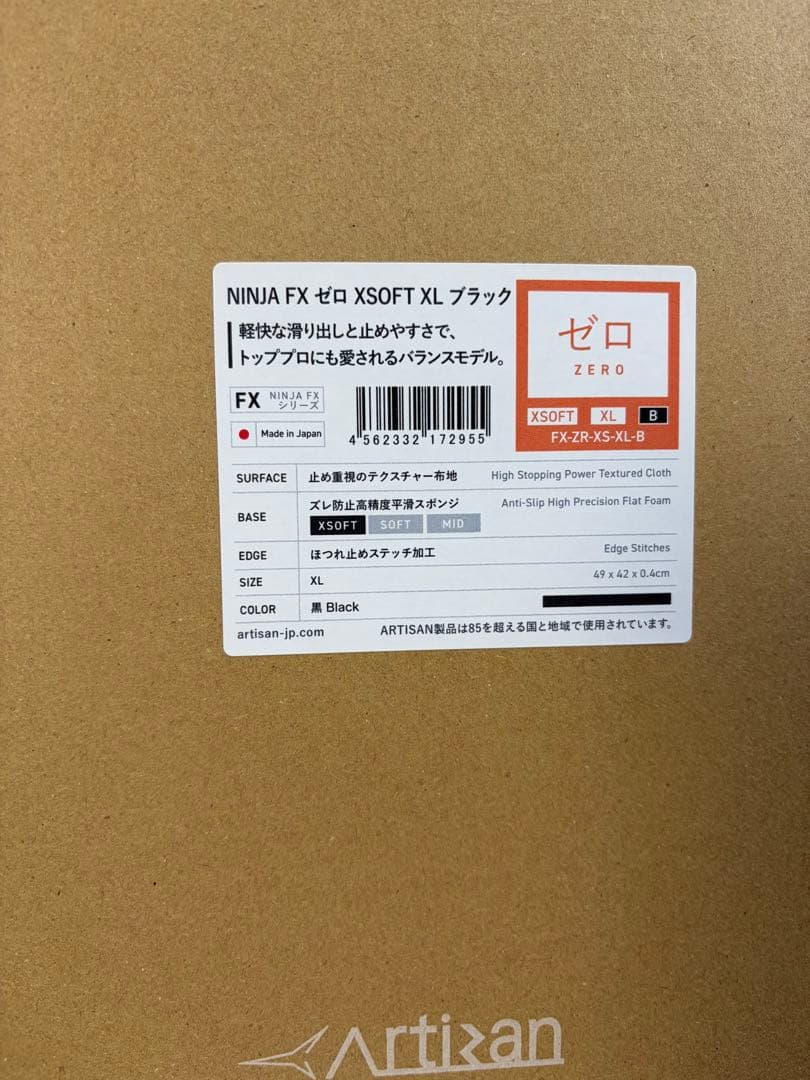 NINJA FX ゼロ XSOFT XL ブラック
軽快な滑り出しと止めやすさで、
トッププロにも愛されるバランスモデル。
FX NINJA FX シリーズ
Made in Japan
4 562332 172955
ゼロ
ZERO
XSOFT XL B
FX-ZR-XS-XL-B
SURFACE 止め重視のテクスチャー布地 High Stopping Power Textured Cloth
BASE ズレ防止高精度平滑スポンジ Anti-Slip High Precision Flat Foam
XSOFT SOFT MID
EDGE ほつれ止めステッチ加工 Edge Stitches
SIZE XL 49 x 42 x 0.4cm
COLOR 黒 Black
artisan-jp.com ARTISAN製品は85を超える国と地域で使用されています。
Artisan